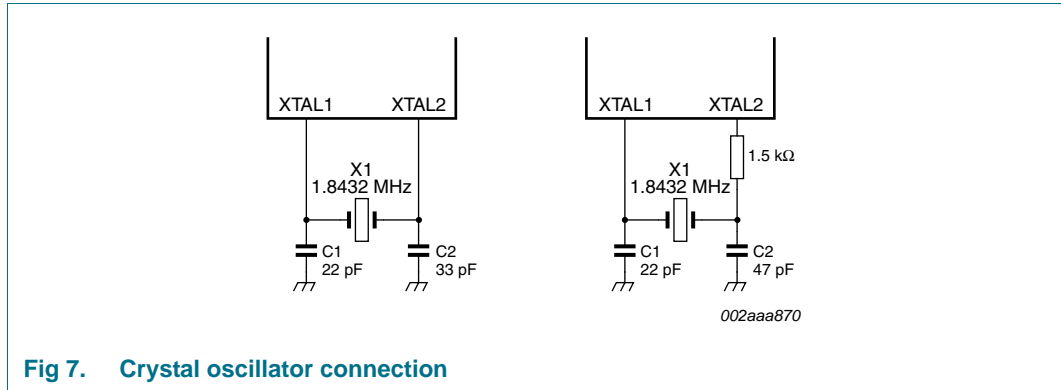 XTAL1 XTAL2
X1
1.8432 MHz
C1
22 pF
C2
33 pF
XTAL1 XTAL2
1.5 kΩ
X1
1.8432 MHz
C1
22 pF
C2
47 pF
002aaa870
Fig 7. Crystal oscillator connection